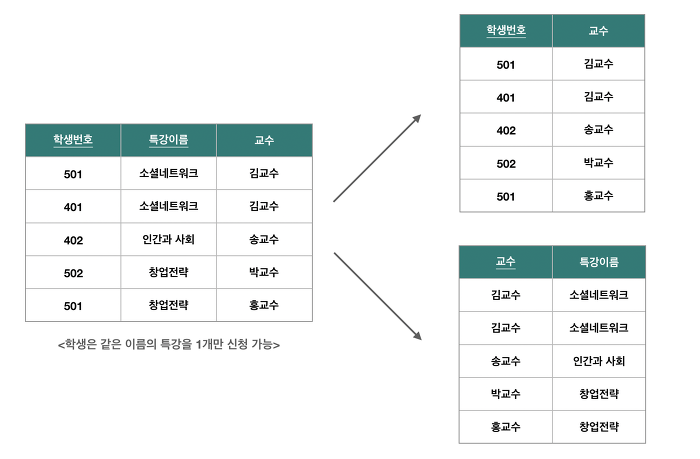 학생번호 특강이름 교수
501 소셜네트워크 김교수
401 소셜네트워크 김교수
402 인간과 사회 송교수
502 창업전략 박교수
501 창업전략 홍교수
<학생은 같은 이름의 특강을 1개만 신청 가능>
학생번호 교수
501 김교수
401 김교수
402 송교수
502 박교수
501 홍교수
교수 특강이름
김교수 소셜네트워크
김교수 소셜네트워크
송교수 인간과 사회
박교수 창업전략
홍교수 창업전략